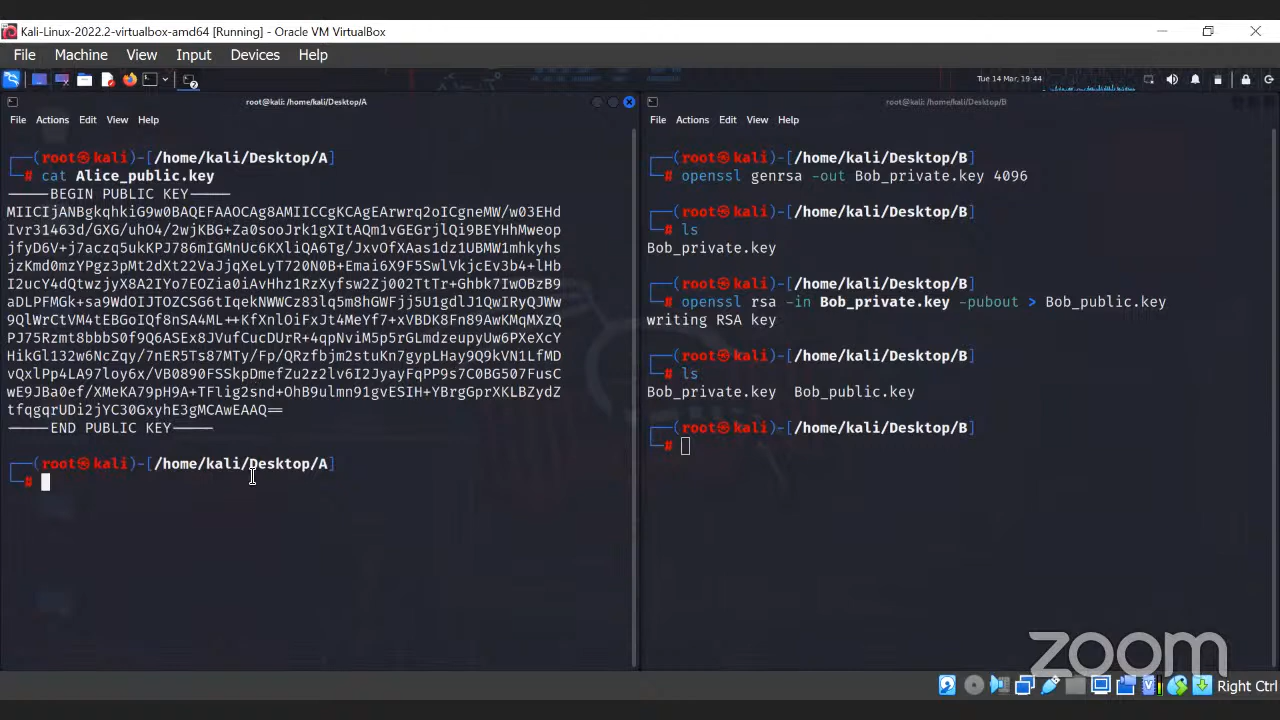 Kali-Linux-2022.2-virtualbox-amd64 [Running] - Oracle VM VirtualBox
File Machine View Input Devices Help
Tue 14 Mar, 19:44
root@kali: /home/kali/Desktop/A
File Actions Edit View Help
┌──(root㉿kali)-[/home/kali/Desktop/A]
└─# cat Alice_public.key
-----BEGIN PUBLIC KEY-----
MIICIjANBgkqhkiG9w0BAQEFAAOCAg8AMIICCgKCAgEArwrq2oICgneMW/w03EHd
Ivr31463d/GXG/uhO4/2wjKBG+Za0sooJrk1gXItAQm1vGEGrjlQi9BEYHhMweop
jfyD6V+j7aczq5ukKPJ786mIGMnUc6KXliQA6Tg/JxvOfXAas1dz1UBMW1mhkyhs
jzKmd0mzYPgz3pMt2dXt22VaJjqXeLyT720N0B+Emai6X9F5SwlVkjcEv3b4+lHb
I2ucY4dQtwzjyX8A2IYo7EOZia0iAvHhz1RzXyfsw2Zj002TtTr+Ghbk7IwOBzB9
aDLPFMGk+sa9WdOIJTOZCSG6tIqekNWWCz83lq5m8hGWFjj5U1gdlJ1QwIRyQJWw
9QlWrCtVM4tEBGoIQf8nSA4ML++KfXnlOiFxJt4MeYf7+xVBDK8Fn89AwKMqMXzQ
PJ75Rzmt8bbbS0f9Q6ASEx8JVufCucDUrR+4qpNviM5p5rGLmdzeupyUw6PXeXcY
HikGl132w6NcZqy/7nER5Ts87MTy/Fp/QRzfbjm2stuKn7gypLHay9Q9kVN1LfMD
vQxlPp4LA97loy6x/VB0890FSSkpDmefZu2z2lv6I2JyayFqPP9s7C0BG507FusC
wE9JBa0ef/XMeKA79pH9A+TFlig2snd+OhB9ulmn91gvESIH+YBrgGprXKLBZydZ
tfqgqrUDi2jYC30GxyhE3gMCAwEAAQ==
-----END PUBLIC KEY-----
┌──(root㉿kali)-[/home/kali/Desktop/A]
└─#
root@kali: /home/kali/Desktop/B
File Actions Edit View Help
┌──(root㉿kali)-[/home/kali/Desktop/B]
└─# openssl genrsa -out Bob_private.key 4096
┌──(root㉿kali)-[/home/kali/Desktop/B]
└─# ls
Bob_private.key
┌──(root㉿kali)-[/home/kali/Desktop/B]
└─# openssl rsa -in Bob_private.key -pubout > Bob_public.key
writing RSA key
┌──(root㉿kali)-[/home/kali/Desktop/B]
└─# ls
Bob_private.key Bob_public.key
┌──(root㉿kali)-[/home/kali/Desktop/B]
└─#
zoom
Right Ctrl